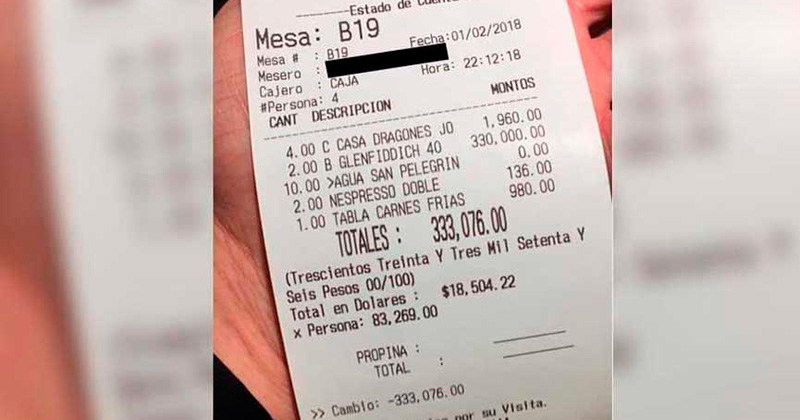 Estado de Cuenta
Mesa: B19
Fecha: 01/02/2018
Mesa # : B19
Mesero :
Hora: 22:12:18
Cajero : CAJA
#Persona: 4
CANT DESCRIPCION MONTOS
4.00 C CASA DRAGONES JO 1,960.00
2.00 B GLENFIDDICH 40 330,000.00
10.00 >AGUA SAN PELEGRIN 0.00
2.00 NESPRESSO DOBLE 136.00
1.00 TABLA CARNES FRIAS 980.00
TOTALES : 333,076.00
(Trescientos Treinta Y Tres Mil Setenta Y
Seis Pesos 00/100)
Total en Dolares : $18,504.22
x Persona: 83,269.00
PROPINA :
TOTAL :
>> Cambio: -333,076.00
por su Visita.